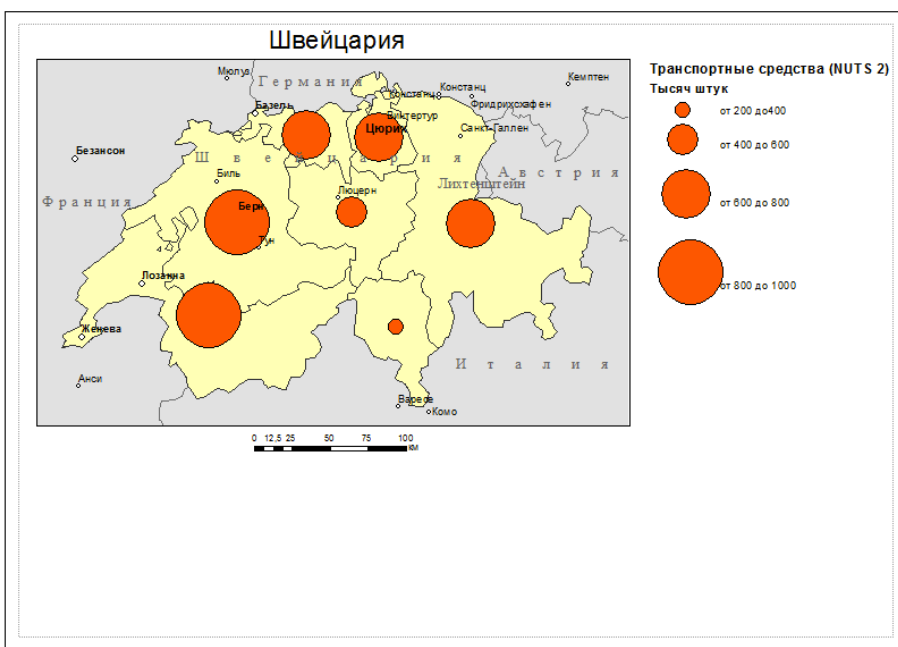 Швейцария
Мюлуз
Германия
Констанц
Кемптен
Констанц
Фридрихсхафен
Базель
Винтертур
Цюрих
Санкт-Галлен
Безансон
Швейцария
Австрия
Биль
Люцерн
Лихтенштейн
Франция
Берн
Тун
Лозанна
Женева
Италия
Анси
Варесе
Комо
0 12,5 25 50 75 100
км
Транспортные средства (NUTS 2)
Тысяч штук
от 200 до400
от 400 до 600
от 600 до 800
от 800 до 1000